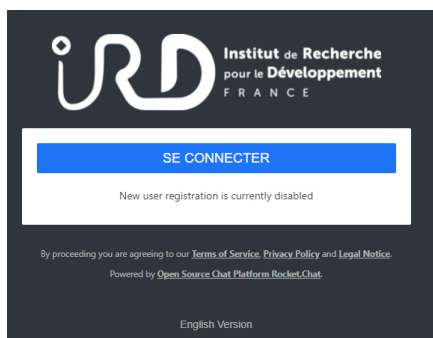 iRD
Institut de Recherche
pour le Développement
FRANCE
SE CONNECTER
New user registration is currently disabled
By proceeding you are agreeing to our Terms of Service, Privacy Policy and Legal Notice.
Powered by Open Source Chat Platform Rocket.Chat.
English Version